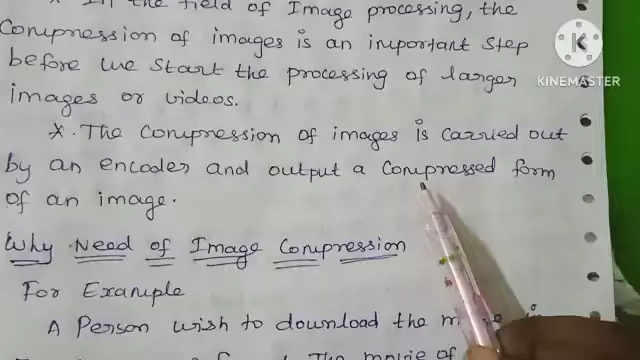 * In the field of Image processing, the
Compression of images is an important step
before we start the processing of larger
images or videos.
*. The compression of images is carried out
by an encoder and output a compressed form
of an image.
Why Need of Image Compression
For Example
A Person wish to download the
The movie of
KINEMASTER